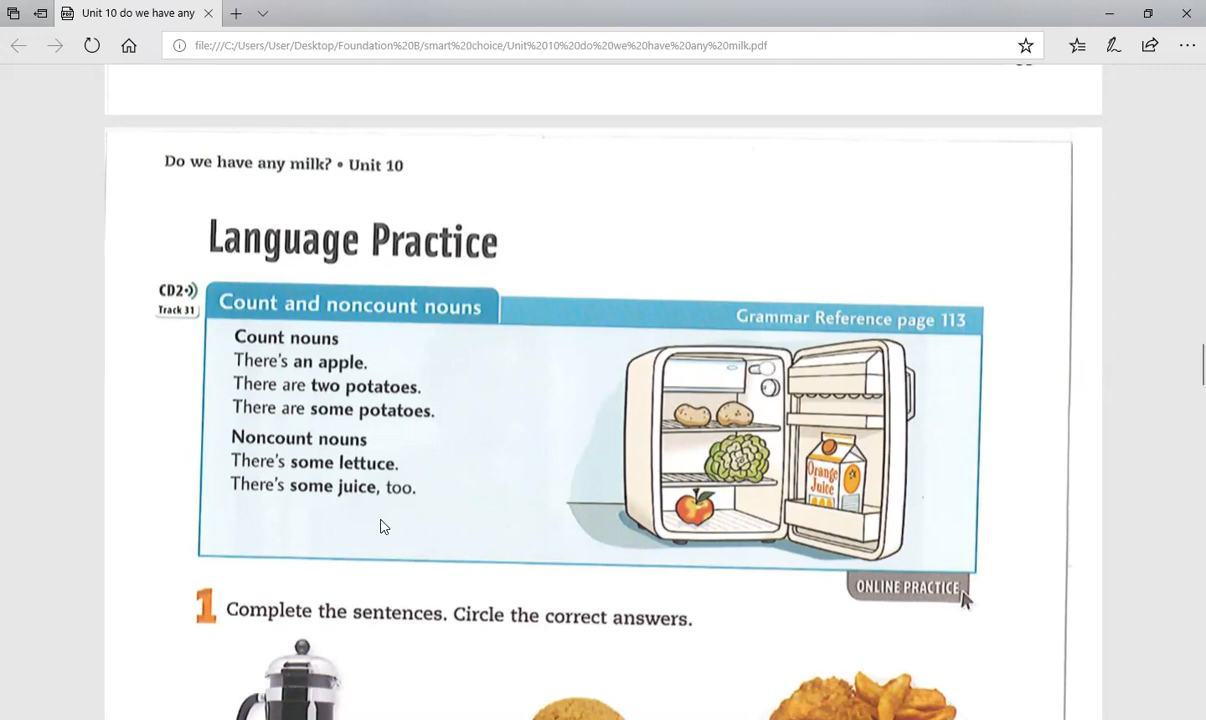 Unit 10 do we have any
file:///C:/Users/User/Desktop/Foundation%20B/smart%20choice/Unit%2010%20do%20we%20have%20any%20milk.pdf
Do we have any milk? • Unit 10
Language Practice
CD2
Track 31
Count and noncount nouns
Grammar Reference page 113
Count nouns
There's an apple.
There are two potatoes.
There are some potatoes.
Noncount nouns
There's some lettuce.
There's some juice, too.
Orange
Juice
ONLINE PRACTICE
1 Complete the sentences. Circle the correct answers.